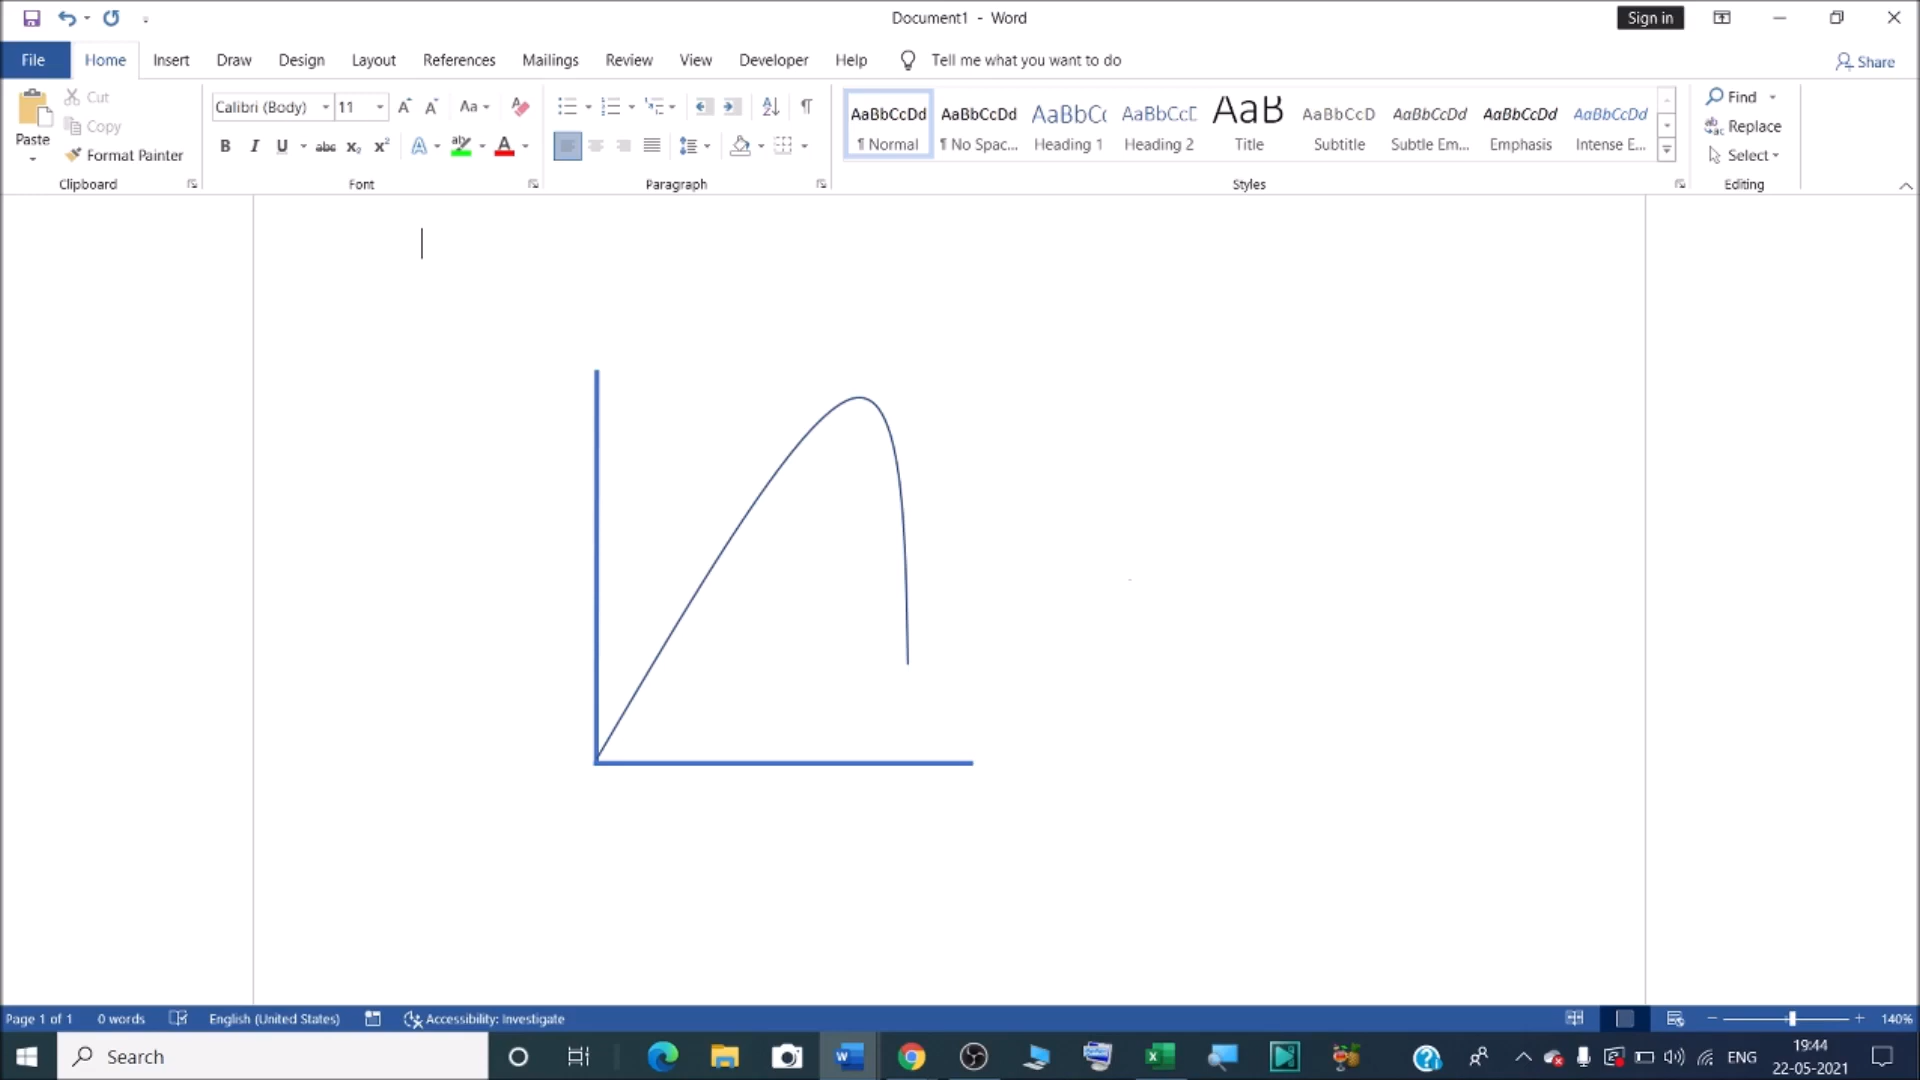 Document1 - Word
Sign in
File Home Insert Draw Design Layout References Mailings Review View Developer Help Tell me what you want to do
Share
Paste
Cut
Copy
Format Painter
Clipboard
Calibri (Body) 11
Aa
B I U abc x₂ x²
A
Font
Paragraph
AaBbCcDd AaBbCcDd AaBbCc AaBbCcD AaB AaBbCcD AaBbCcDd AaBbCcDd AaBbCcDd
¶ Normal ¶ No Spac... Heading 1 Heading 2 Title Subtitle Subtle Em... Emphasis Intense E...
Styles
Find
Replace
Select
Editing
Page 1 of 1 0 words English (United States) Accessibility: Investigate
140%
Search
ENG
19:44
22-05-2021